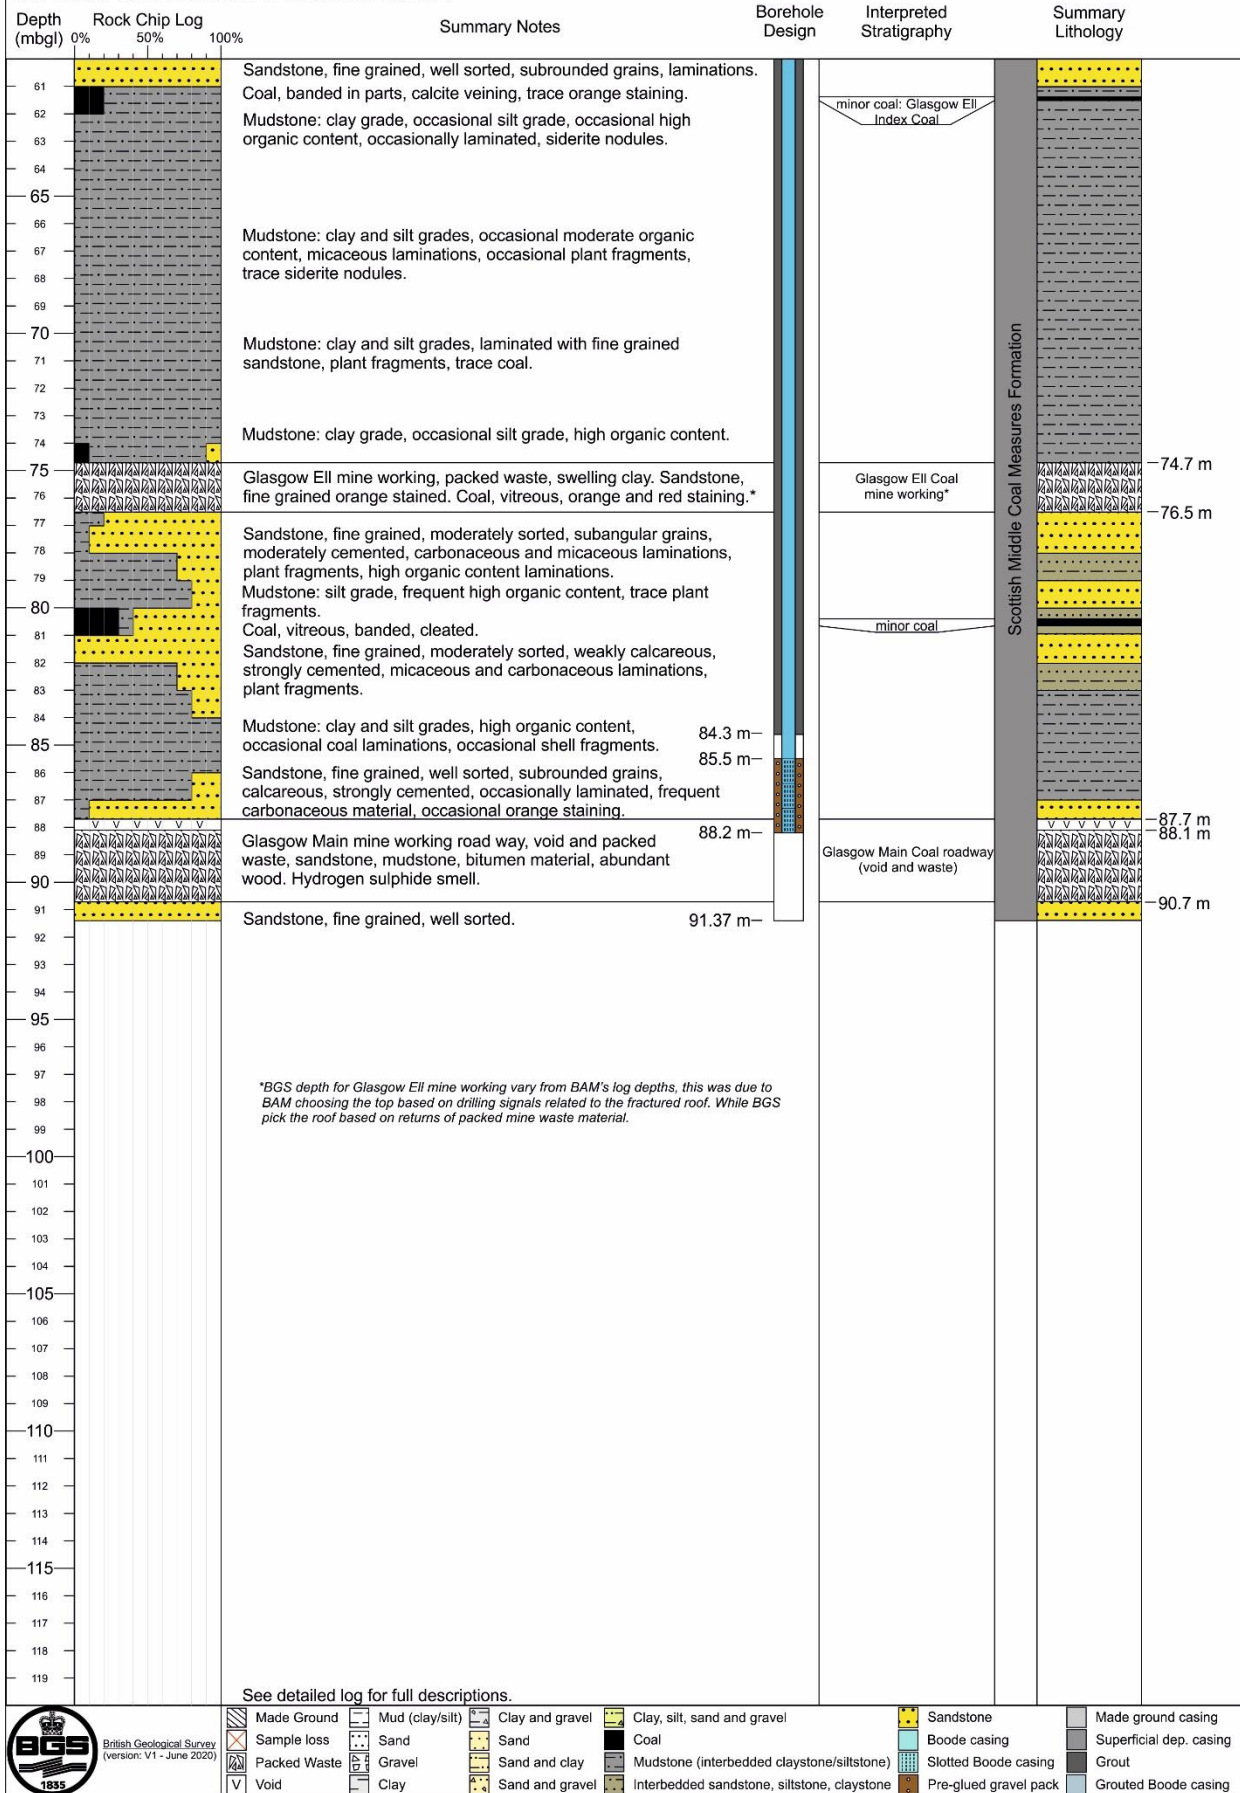 Depth
(mbgl)
Rock Chip Log
0% 50% 100%
Summary Notes
Borehole
Design
Interpreted
Stratigraphy
Summary
Lithology
61
62
63
64
65
66
67
68
69
70
71
72
73
74
75
76
77
78
79
80
81
82
83
84
85
86
87
88
89
90
91
92
93
94
95
96
97
98
99
100
101
102
103
104
105
106
107
108
109
110
111
112
113
114
115
116
117
118
119
Sandstone, fine grained, well sorted, subrounded grains, laminations.
Coal, banded in parts, calcite veining, trace orange staining.
Mudstone: clay grade, occasional silt grade, occasional high
organic content, occasionally laminated, siderite nodules.
Mudstone: clay and silt grades, occasional moderate organic
content, micaceous laminations, occasional plant fragments,
trace siderite nodules.
Mudstone: clay and silt grades, laminated with fine grained
sandstone, plant fragments, trace coal.
Mudstone: clay grade, occasional silt grade, high organic content.
Glasgow Ell mine working, packed waste, swelling clay. Sandstone,
fine grained orange stained. Coal, vitreous, orange and red staining.*
Sandstone, fine grained, moderately sorted, subangular grains,
moderately cemented, carbonaceous and micaceous laminations,
plant fragments, high organic content laminations.
Mudstone: silt grade, frequent high organic content, trace plant
fragments.
Coal, vitreous, banded, cleated.
Sandstone, fine grained, moderately sorted, weakly calcareous,
strongly cemented, micaceous and carbonaceous laminations,
plant fragments.
Mudstone: clay and silt grades, high organic content,
occasional coal laminations, occasional shell fragments.
Sandstone, fine grained, well sorted, subrounded grains,
calcareous, strongly cemented, occasionally laminated, frequent
carbonaceous material, occasional orange staining.
Glasgow Main mine working road way, void and packed
waste, sandstone, mudstone, bitumen material, abundant
wood. Hydrogen sulphide smell.
Sandstone, fine grained, well sorted.
84.3 m
85.5 m
88.2 m
91.37 m
minor coal: Glasgow Ell
Index Coal
Glasgow Ell Coal
mine working*
minor coal
Glasgow Main Coal roadway
(void and waste)
Scottish Middle Coal Measures Formation
V V V V V V
V V V V V V
74.7 m
76.5 m
87.7 m
88.1 m
90.7 m
*BGS depth for Glasgow Ell mine working vary from BAM's log depths, this was due to
BAM choosing the top based on drilling signals related to the fractured roof. While BGS
pick the roof based on returns of packed mine waste material.
See detailed log for full descriptions.
BGS
1835
British Geological Survey
(version: V1 - June 2020)
Made Ground
Sample loss
Packed Waste
V Void
Mud (clay/silt)
Sand
Gravel
Clay
Clay and gravel
Sand
Sand and clay
Sand and gravel
Clay, silt, sand and gravel
Coal
Mudstone (interbedded claystone/siltstone)
Interbedded sandstone, siltstone, claystone
Sandstone
Boode casing
Slotted Boode casing
Pre-glued gravel pack
Made ground casing
Superficial dep. casing
Grout
Grouted Boode casing